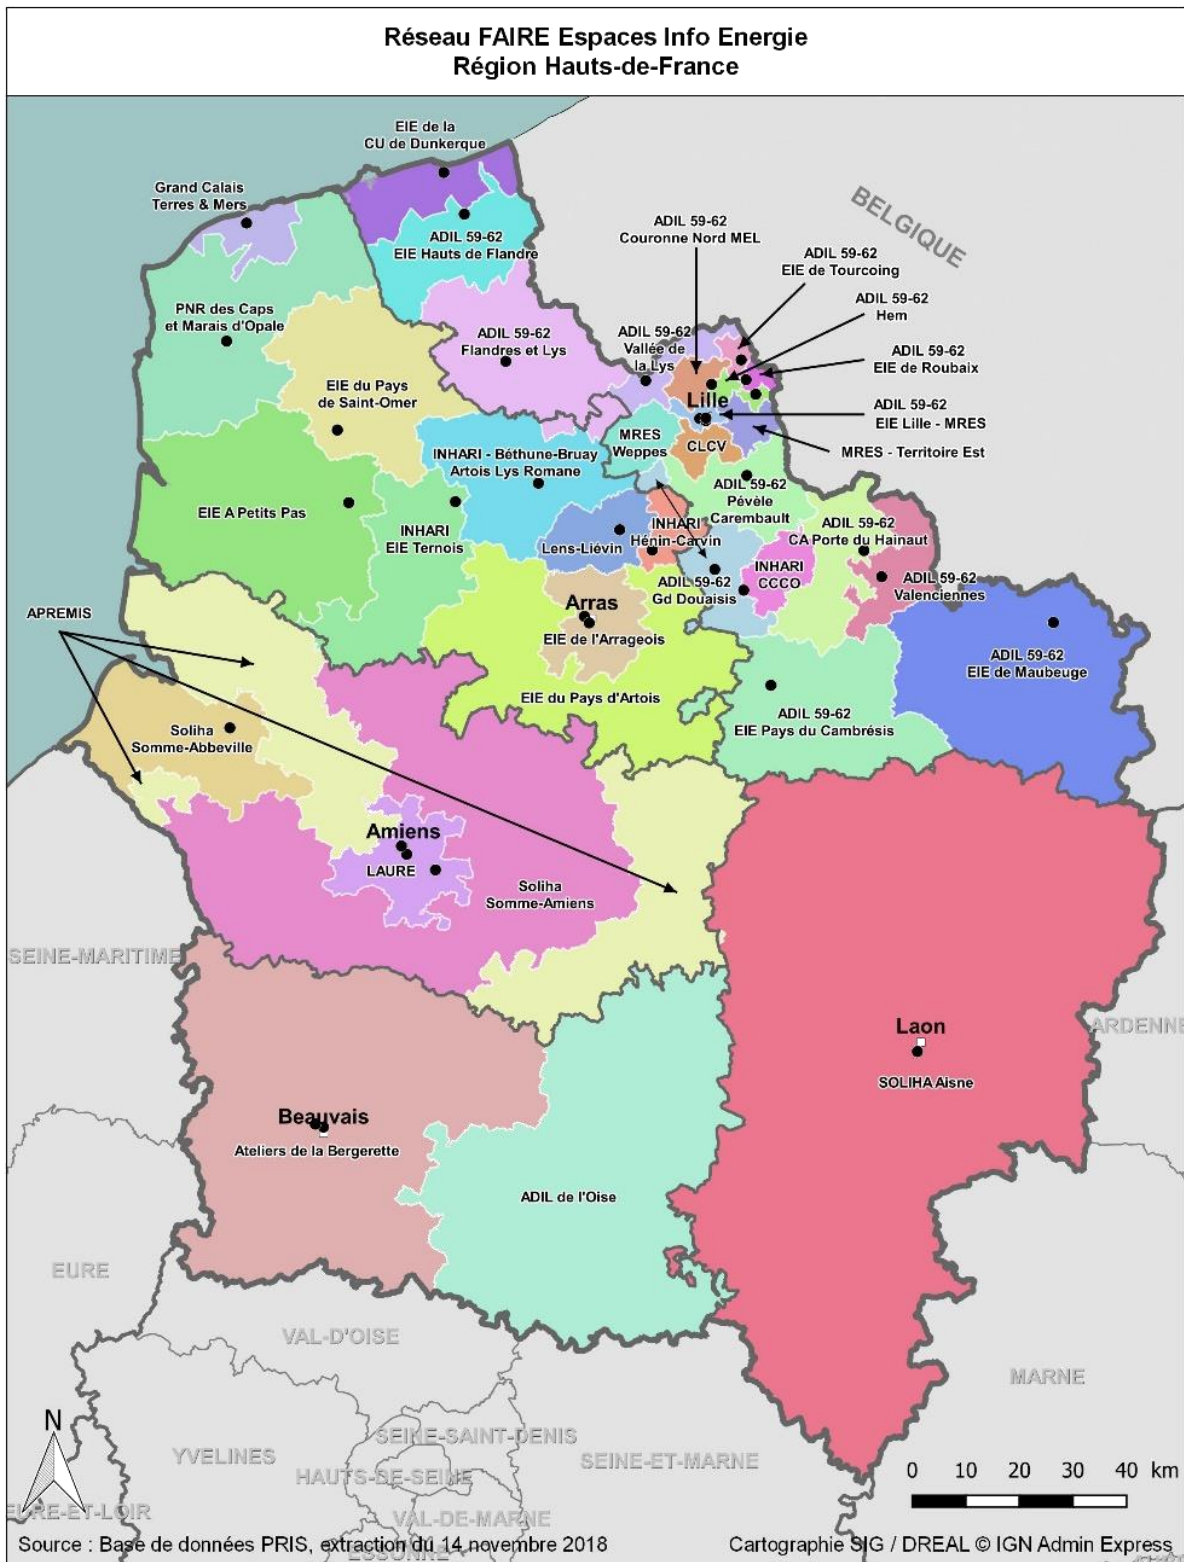 Réseau FAIRE Espaces Info Energie
Région Hauts-de-France
EIE de la
CU de Dunkerque
Grand Calais
Terres & Mers
BELGIQUE
ADIL 59-62
Couronne Nord MEL
ADIL 59-62
EIE Hauts de Flandre
ADIL 59-62
EIE de Tourcoing
ADIL 59-62
Hem
PNR des Caps
et Marais d'Opale
ADIL 59-62
Flandres et Lys
ADIL 59-62
Vallée de
la Lys
ADIL 59-62
EIE de Roubaix
EIE du Pays
de Saint-Omer
Lille
ADIL 59-62
EIE Lille - MRES
MRES
Weppes
CLCV
MRES - Territoire Est
INHARI - Béthune-Bruay
Artois Lys Romane
ADIL 59-62
Pévèle
Carembault
EIE A Petits Pas
INHARI
EIE Ternois
Lens-Liévin
INHARI
Hénin-Carvin
ADIL 59-62
CA Porte du Hainaut
INHARI
CCCO
ADIL 59-62
Gd Douaisis
ADIL 59-62
Valenciennes
APREMIS
Arras
EIE de l'Arrageois
ADIL 59-62
EIE de Maubeuge
EIE du Pays d'Artois
ADIL 59-62
EIE Pays du Cambrésis
Soliha
Somme-Abbeville
Amiens
LAURE
Soliha
Somme-Amiens
SEINE-MARITIME
Laon
ARDENNE
SOLIHA Aisne
Beauvais
Ateliers de la Bergerette
ADIL de l'Oise
EURE
VAL-D'OISE
MARNE
N
YVELINES
SEINE-SAINT-DENIS
HAUTS-DE-SEINE
SEINE-ET-MARNE
0 10 20 30 40 km
EURE-ET-LOIR
VAL-DE-MARNE
Source : Base de données PRIS, extraction du 14 novembre 2018
Cartographie SIG / DREAL © IGN Admin Express
ESSONNE